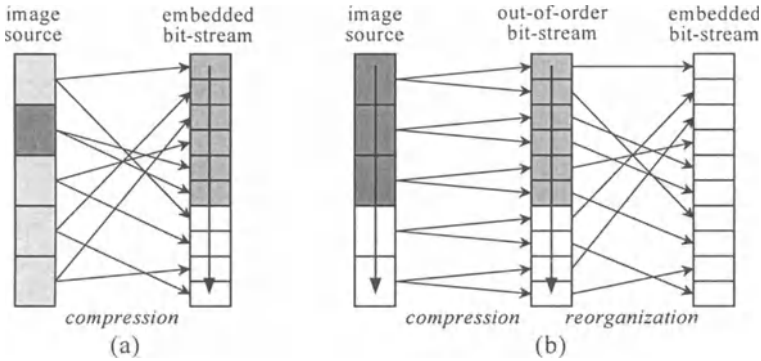 image
source
embedded
bit-stream
compression
(a)
image
source
out-of-order
bit-stream
embedded
bit-stream
compression
reorganization
(b)